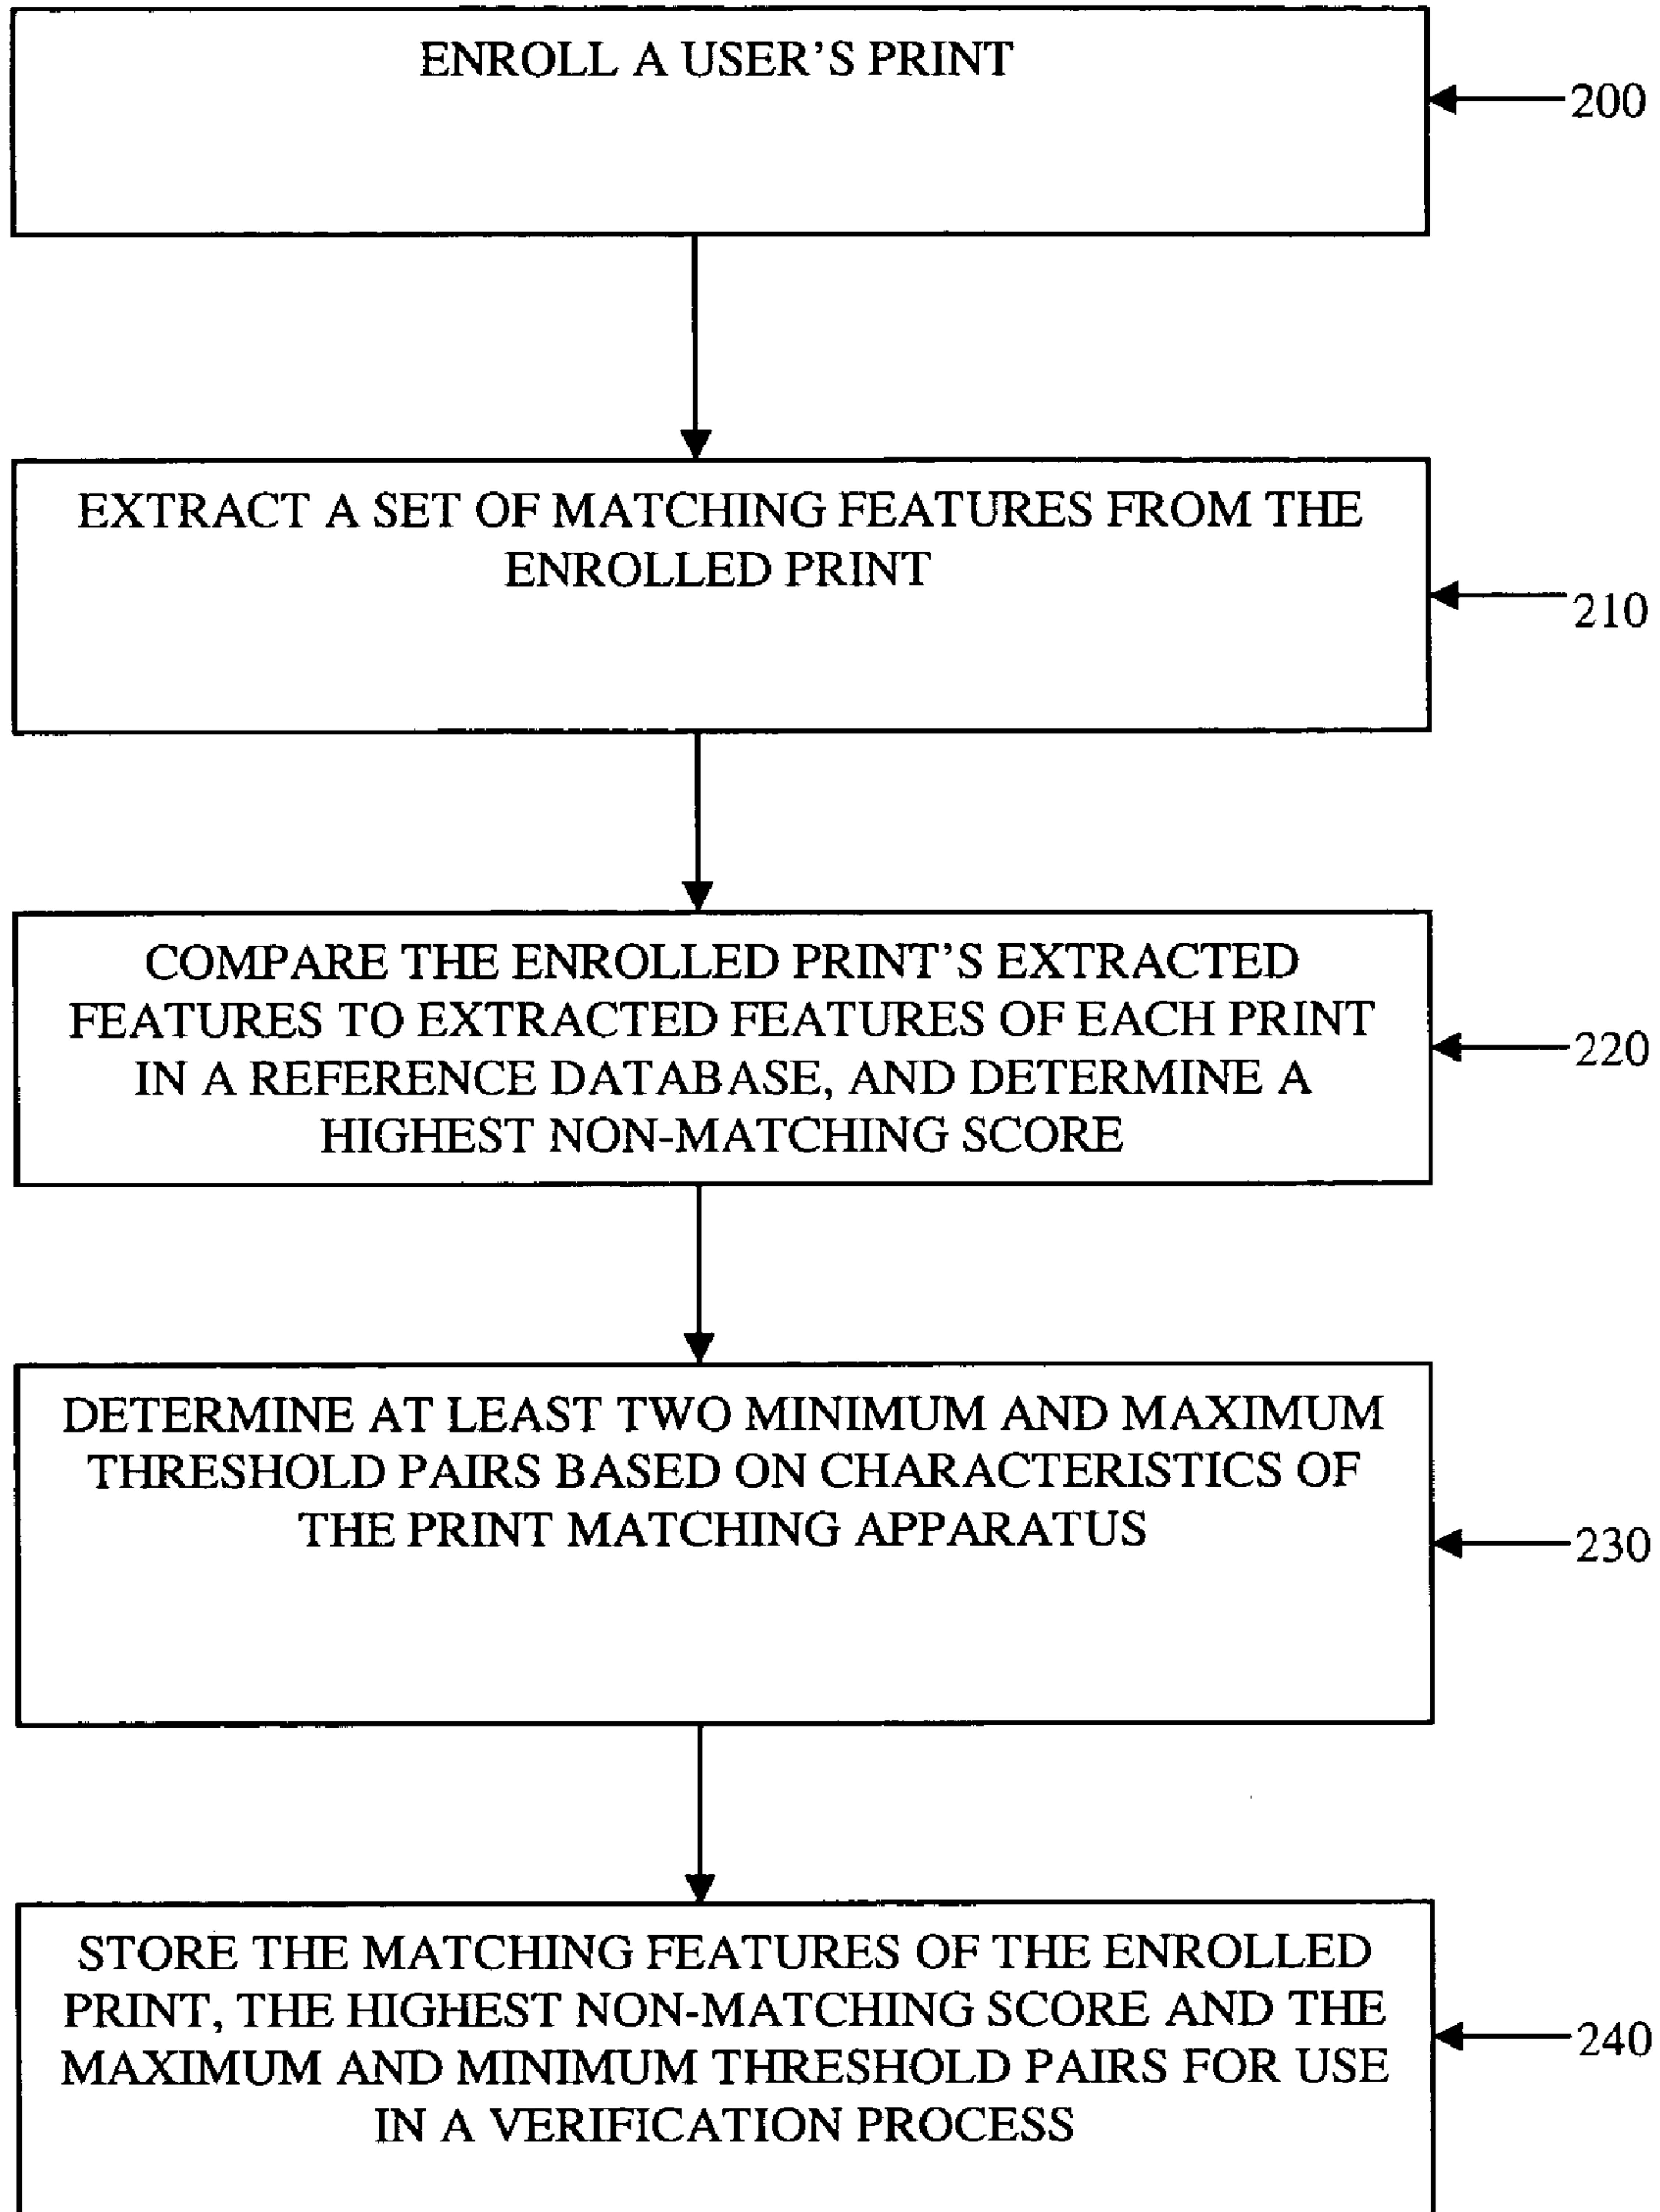 ENROLL A USER'S PRINT
200
EXTRACT A SET OF MATCHING FEATURES FROM THE
ENROLLED PRINT
210
COMPARE THE ENROLLED PRINT'S EXTRACTED
FEATURES TO EXTRACTED FEATURES OF EACH PRINT
IN A REFERENCE DATABASE, AND DETERMINE A
HIGHEST NON-MATCHING SCORE
220
DETERMINE AT LEAST TWO MINIMUM AND MAXIMUM
THRESHOLD PAIRS BASED ON CHARACTERISTICS OF
THE PRINT MATCHING APPARATUS
230
STORE THE MATCHING FEATURES OF THE ENROLLED
PRINT, THE HIGHEST NON-MATCHING SCORE AND THE
MAXIMUM AND MINIMUM THRESHOLD PAIRS FOR USE
IN A VERIFICATION PROCESS
240